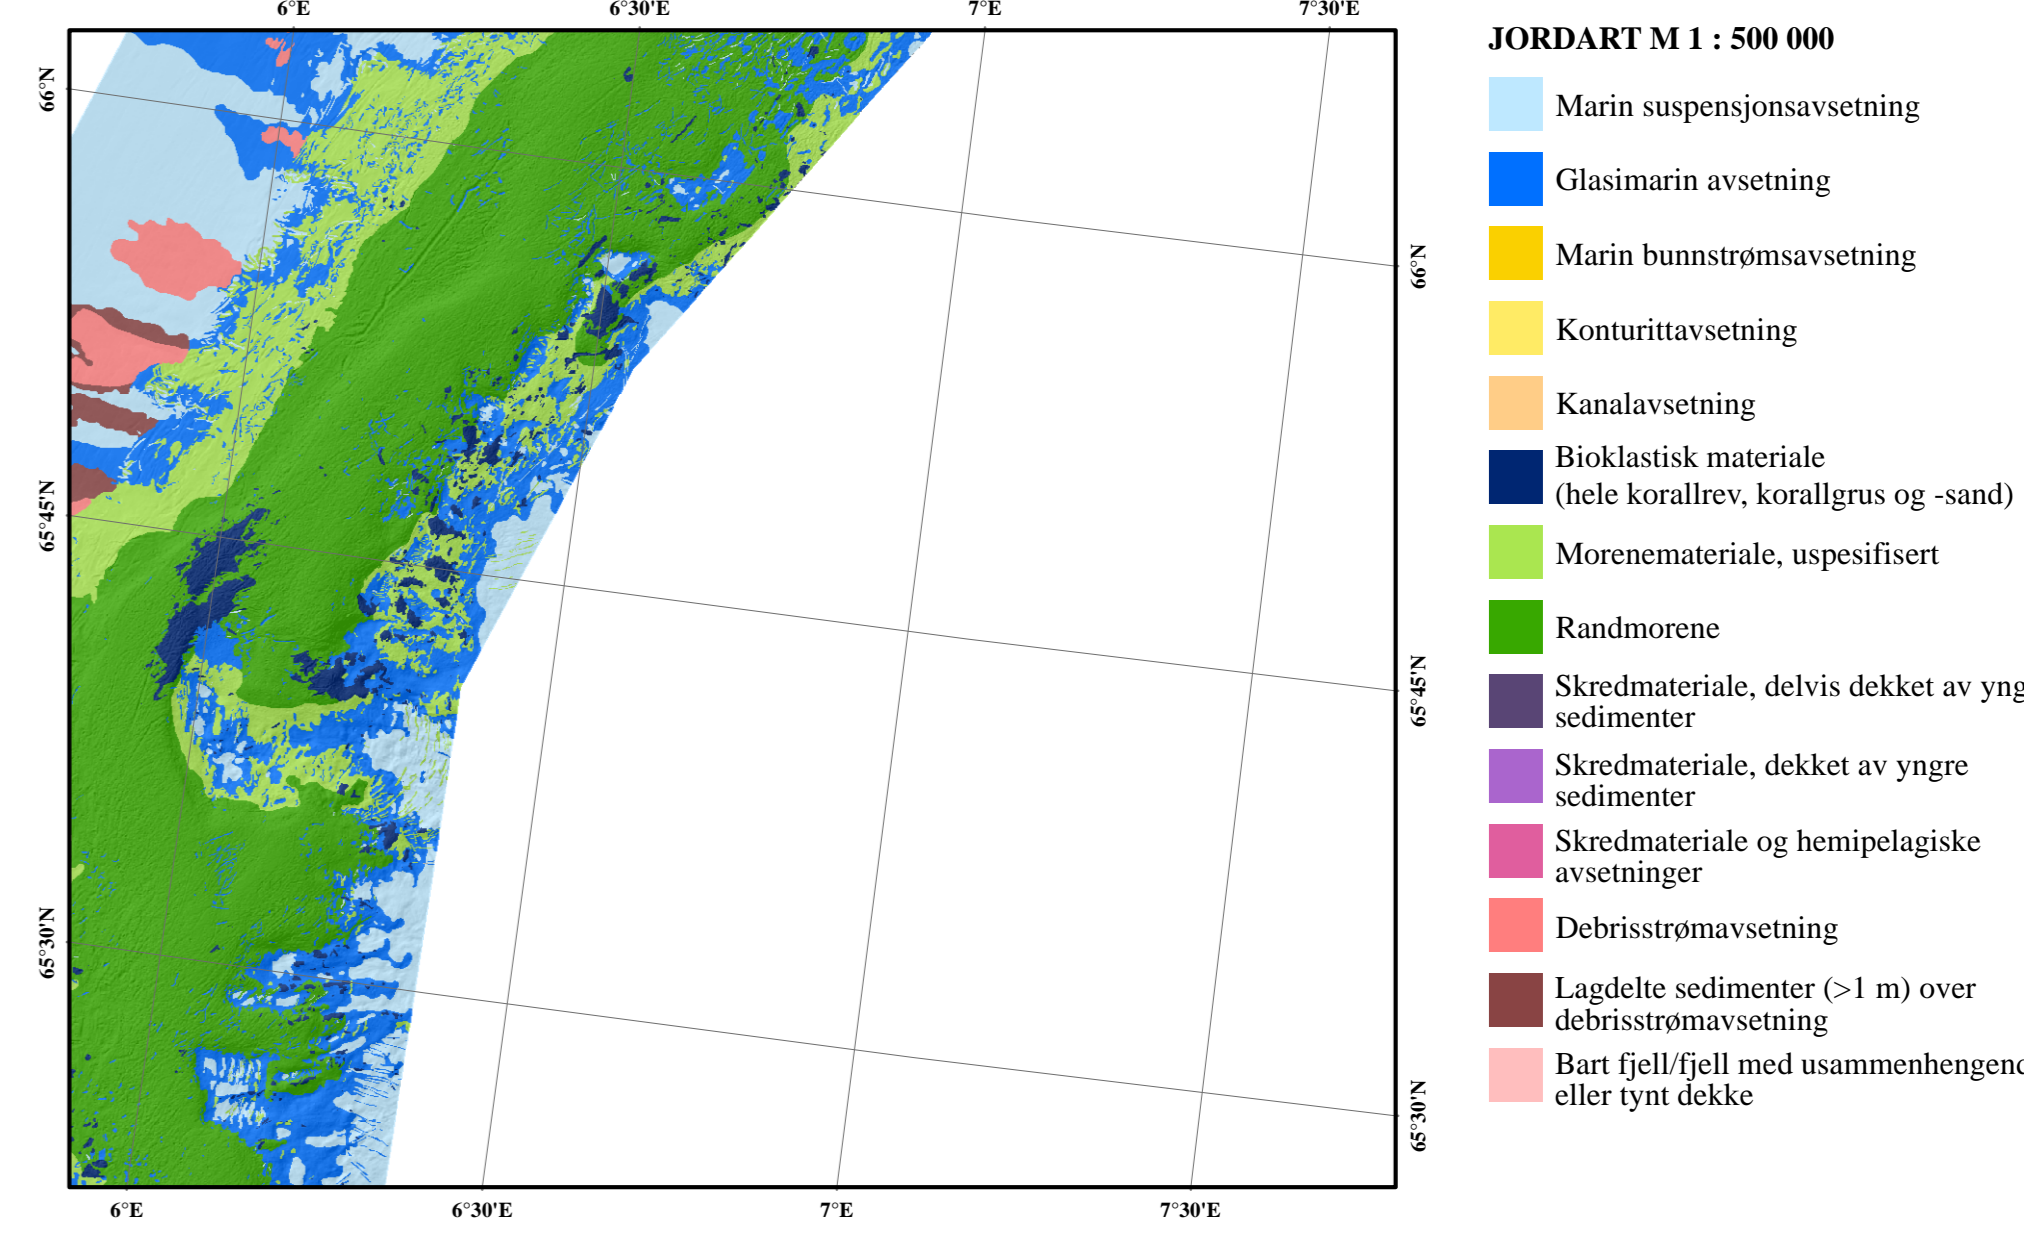 6°E 6°30'E 7°E 7°30'E
66°N
65°45'N
65°30'N
66°N
65°45'N
65°30'N
6°E 6°30'E 7°E 7°30'E
JORDART M 1 : 500 000
Marin suspensjonsavsetning
Glasimarin avsetning
Marin bunnstrømsavsetning
Konturittavsetning
Kanalavsetning
Bioklastisk materiale
(hele korallrev, korallgrus og -sand)
Morenemateriale, uspesifisert
Randmorene
Skredmateriale, delvis dekket av yng
sedimenter
Skredmateriale, dekket av yngre
sedimenter
Skredmateriale og hemipelagiske
avsetninger
Debrisstrømavsetning
Lagdelte sedimenter (>1 m) over
debrisstrømavsetning
Bart fjell/fjell med usammenhengend
eller tynt dekke